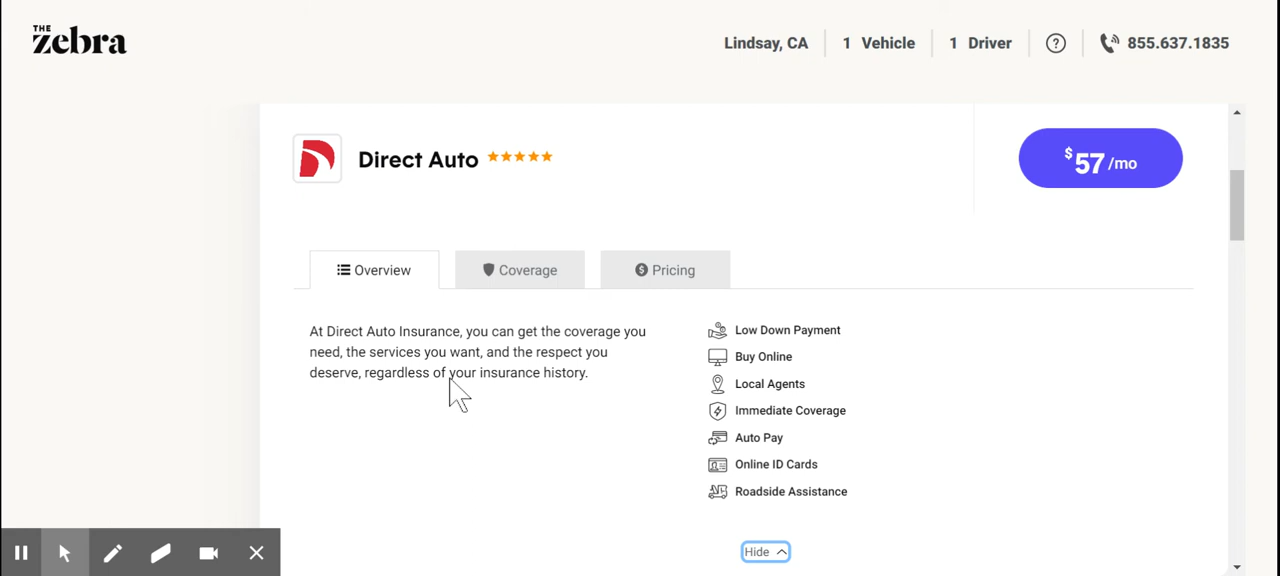 THE
zebra
Lindsay, CA
1 Vehicle
1 Driver
?
855.637.1835
Direct Auto
$57/mo
Overview
Coverage
Pricing
At Direct Auto Insurance, you can get the coverage you
need, the services you want, and the respect you
deserve, regardless of your insurance history.
Low Down Payment
Buy Online
Local Agents
Immediate Coverage
Auto Pay
Online ID Cards
Roadside Assistance
Hide